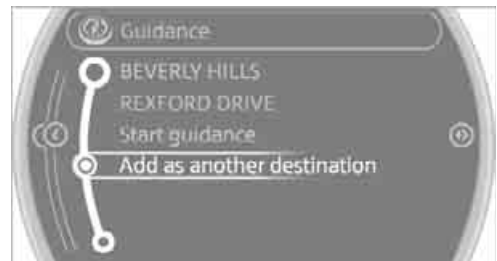 Guidance
BEVERLY HILLS
REXFORD DRIVE
Start guidance
Add as another destination